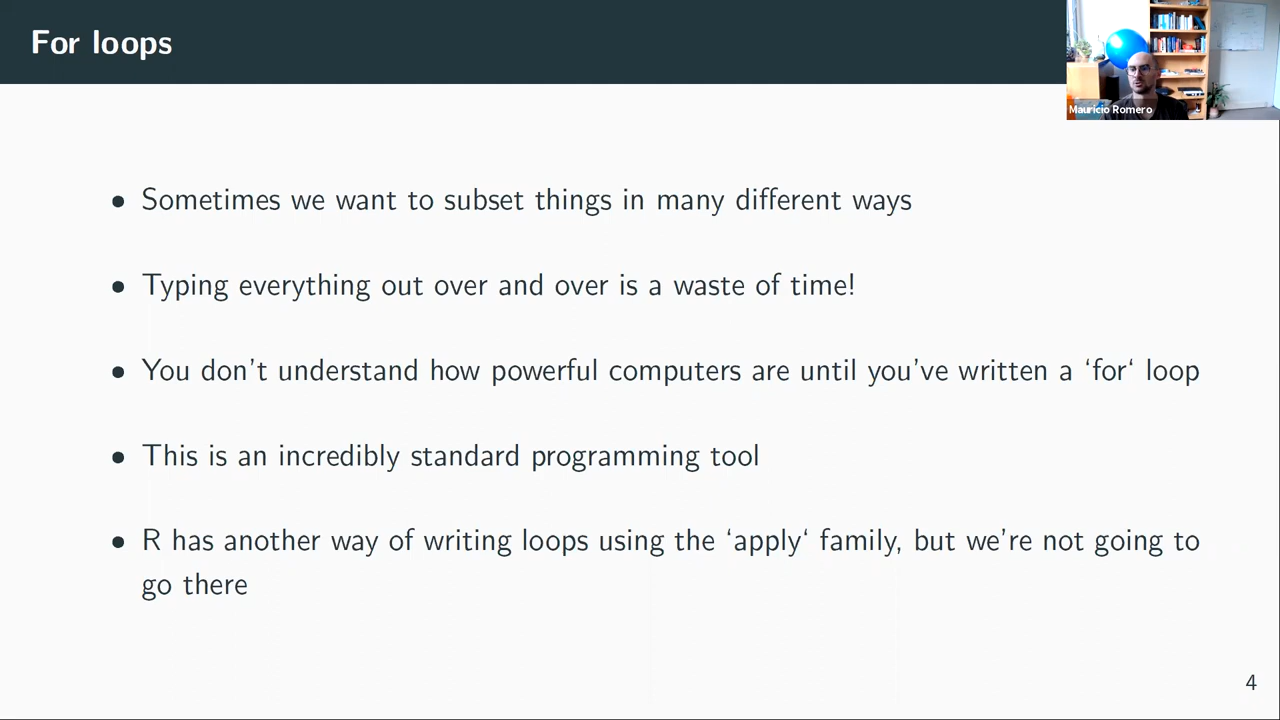 For loops
Mauricio Romero
• Sometimes we want to subset things in many different ways
• Typing everything out over and over is a waste of time!
• You don't understand how powerful computers are until you've written a ‘for‘ loop
• This is an incredibly standard programming tool
• R has another way of writing loops using the ‘apply‘ family, but we're not going to
go there
4